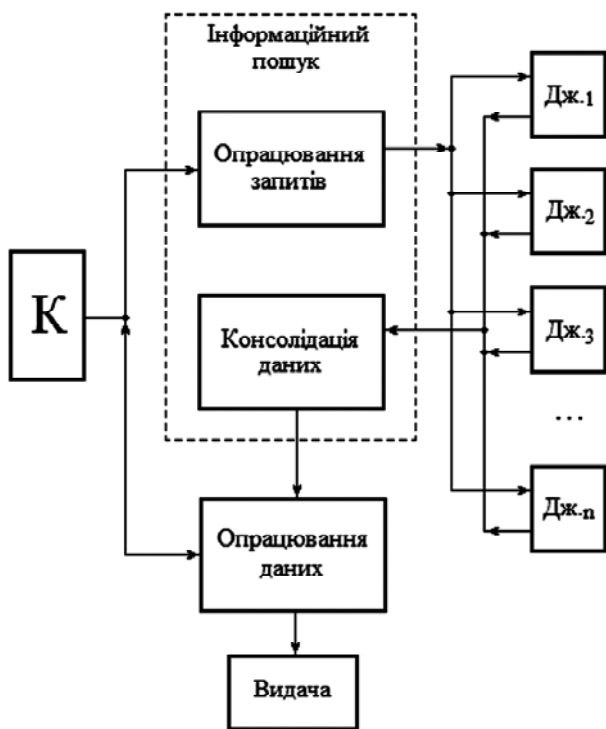 Інформаційний
пошук
Опрацювання
запитів
Дж.1
Дж.2
К
Консолідація
даних
Дж.3
...
Опрацювання
даних
Дж.n
Видача